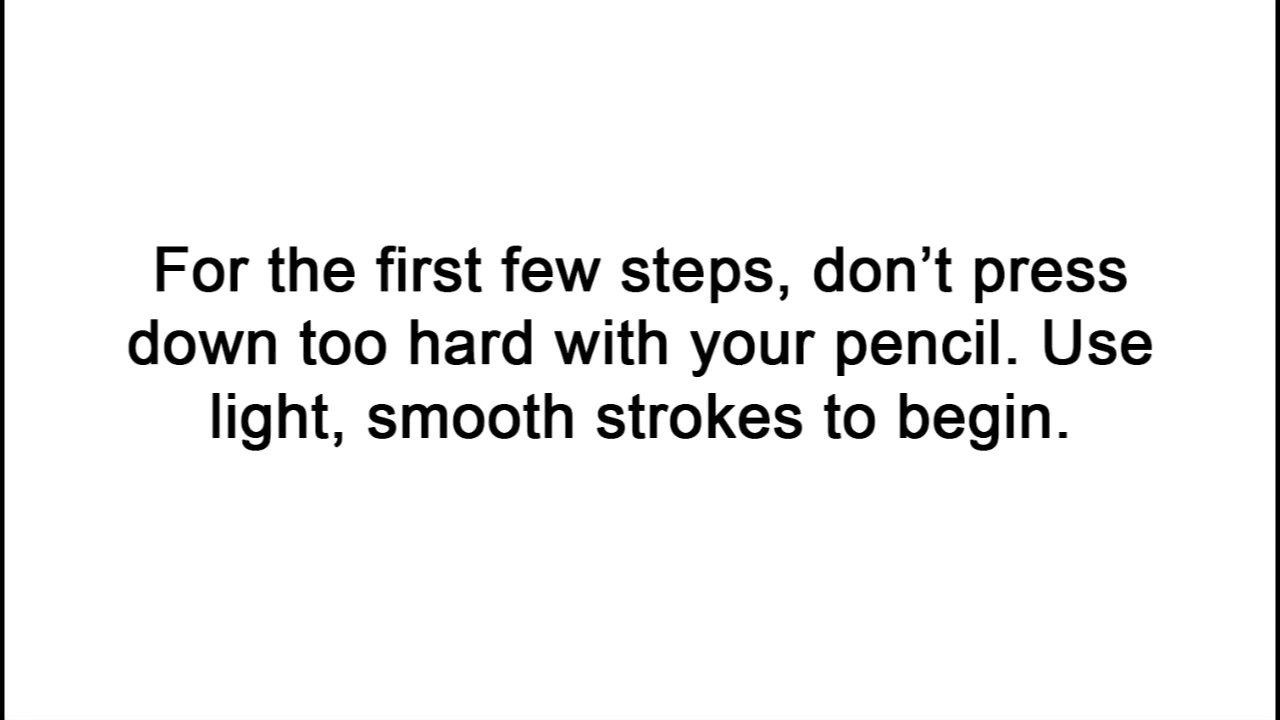 For the first few steps, don’t press
down too hard with your pencil. Use
light, smooth strokes to begin.